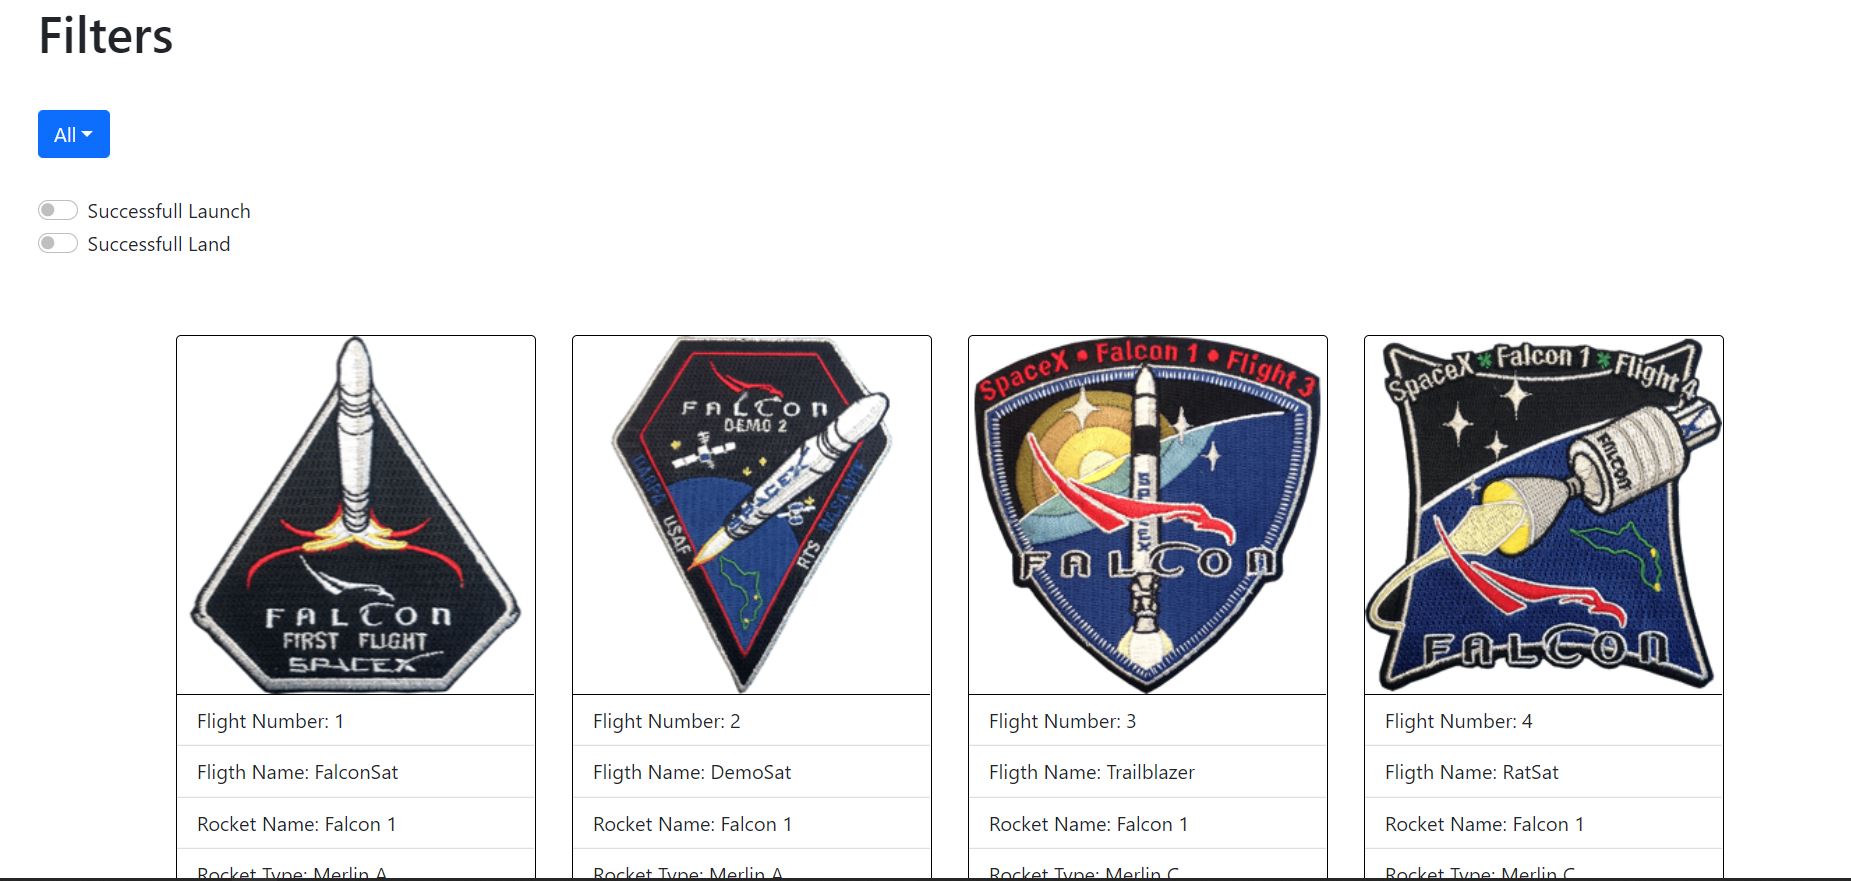 Filters
All
Successfull Launch
Successfull Land
FALCON
FIRST FLIGHT
SPACEX
Flight Number: 1
Fligth Name: FalconSat
Rocket Name: Falcon 1
Rocket Type: Merlin A
FALCON
DEMO 2
SPACEX
DARPA USAF
RTS NASA WFF
Flight Number: 2
Fligth Name: DemoSat
Rocket Name: Falcon 1
Rocket Type: Merlin A
SpaceX • Falcon 1 • Flight 3
SPACEX
FALCON
Flight Number: 3
Fligth Name: Trailblazer
Rocket Name: Falcon 1
Rocket Type: Merlin C
SpaceX Falcon 1 Flight 4
FALCON
FALCON
Flight Number: 4
Fligth Name: RatSat
Rocket Name: Falcon 1
Rocket Type: Merlin C